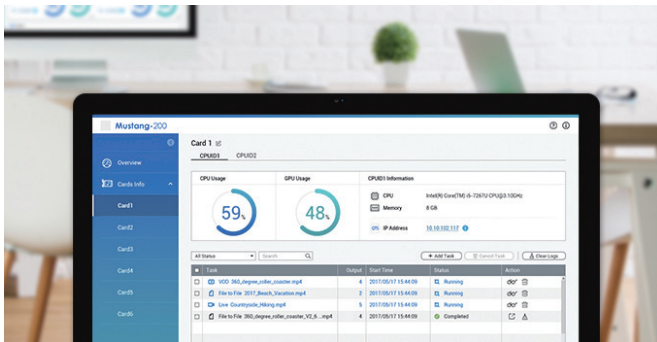 Mustang-200
Card 1
CPUID1 CPUID2
Overview
Cards Info
Card1
Card2
Card3
Card4
Card5
Card6
CPU Usage
59%
GPU Usage
48%
CPUID1 Information
CPU Intel(R) Core(TM) i5-7267U CPU@3.10GHz
Memory 8 GB
IP Address 10.10.102.117
All Status Search + Add Task Cancel Task Clear Logs
Task Output Start Time Status Action
VOD 360_degree_roller_coaster.mp4 4 2017/05/17 15:44:09 Running
File to File 2017_Beach_Vacation.mp4 2 2017/05/17 15:44:09 Running
Live Countryside_Hiking.mp4 5 2017/05/17 15:44:09 Running
File to File 360_degree_roller_coaster_V2_6...mp4 4 2017/05/17 15:44:09 Completed